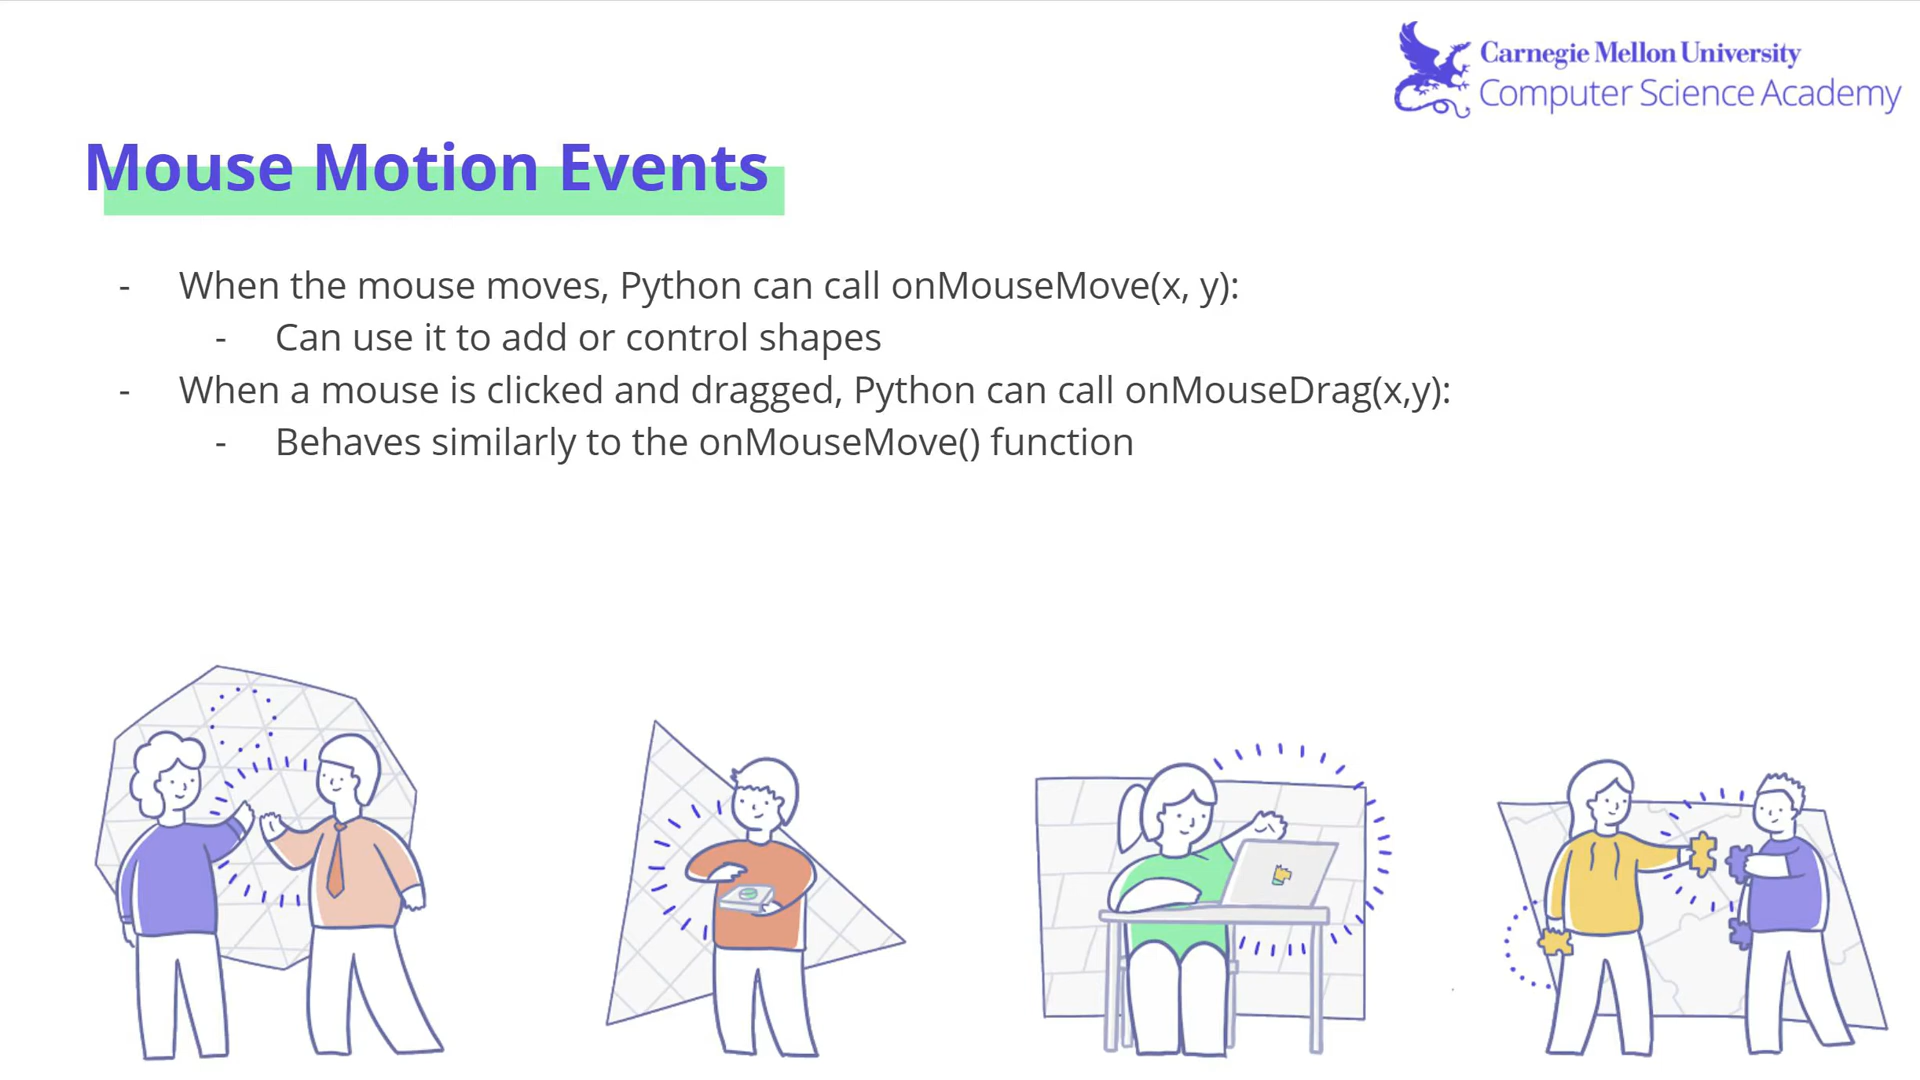 Carnegie Mellon University
Computer Science Academy
Mouse Motion Events
- When the mouse moves, Python can call onMouseMove(x, y):
- Can use it to add or control shapes
- When a mouse is clicked and dragged, Python can call onMouseDrag(x,y):
- Behaves similarly to the onMouseMove() function